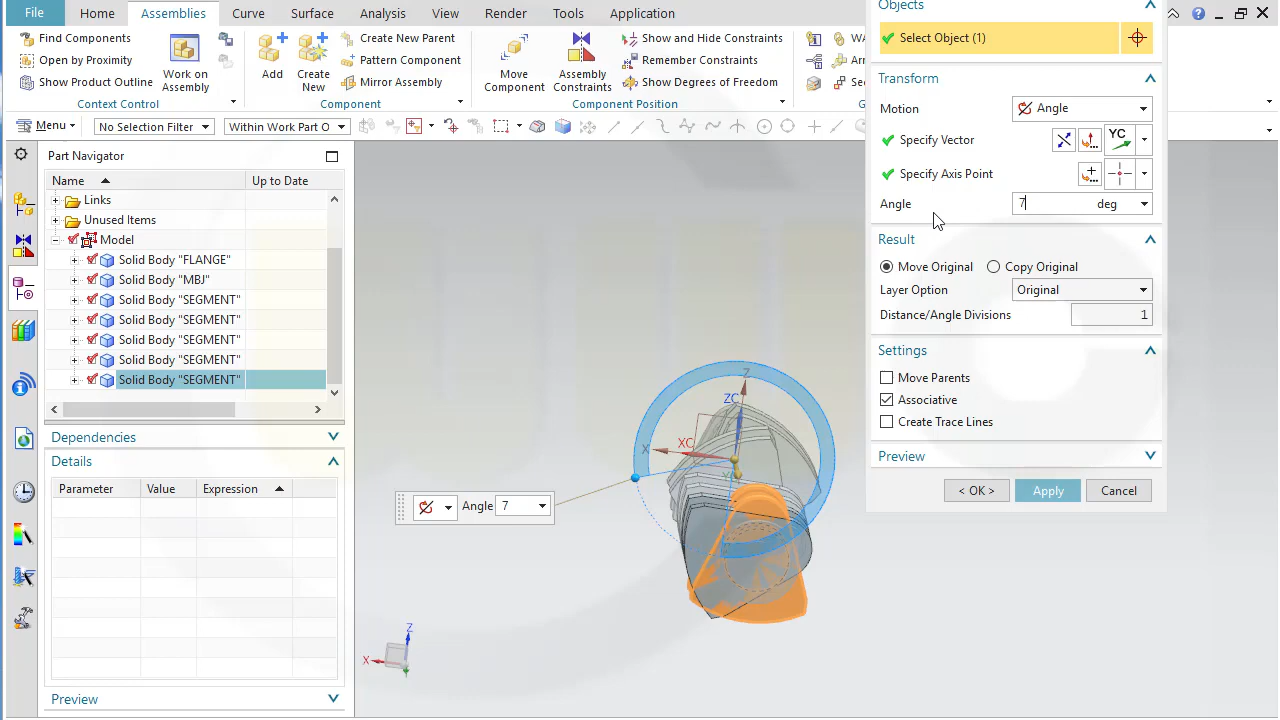 File Home Assemblies Curve Surface Analysis View Render Tools Application
Find Components
Open by Proximity
Show Product Outline
Work on Assembly
Context Control
Add
Create New
Create New Parent
Pattern Component
Mirror Assembly
Component
Move Component
Assembly Constraints
Show and Hide Constraints
Remember Constraints
Show Degrees of Freedom
Component Position
Menu
No Selection Filter
Within Work Part O
Part Navigator
Name Up to Date
Links
Unused Items
Model
Solid Body "FLANGE"
Solid Body "MBJ"
Solid Body "SEGMENT"
Solid Body "SEGMENT"
Solid Body "SEGMENT"
Solid Body "SEGMENT"
Solid Body "SEGMENT"
Dependencies
Details
Parameter Value Expression
Preview
Z
ZC
XC
X
Angle 7
Z
X
Objects
Select Object (1)
Transform
Motion Angle
Specify Vector YC
Specify Axis Point
Angle 7 deg
Result
Move Original Copy Original
Layer Option Original
Distance/Angle Divisions 1
Settings
Move Parents
Associative
Create Trace Lines
Preview
< OK > Apply Cancel